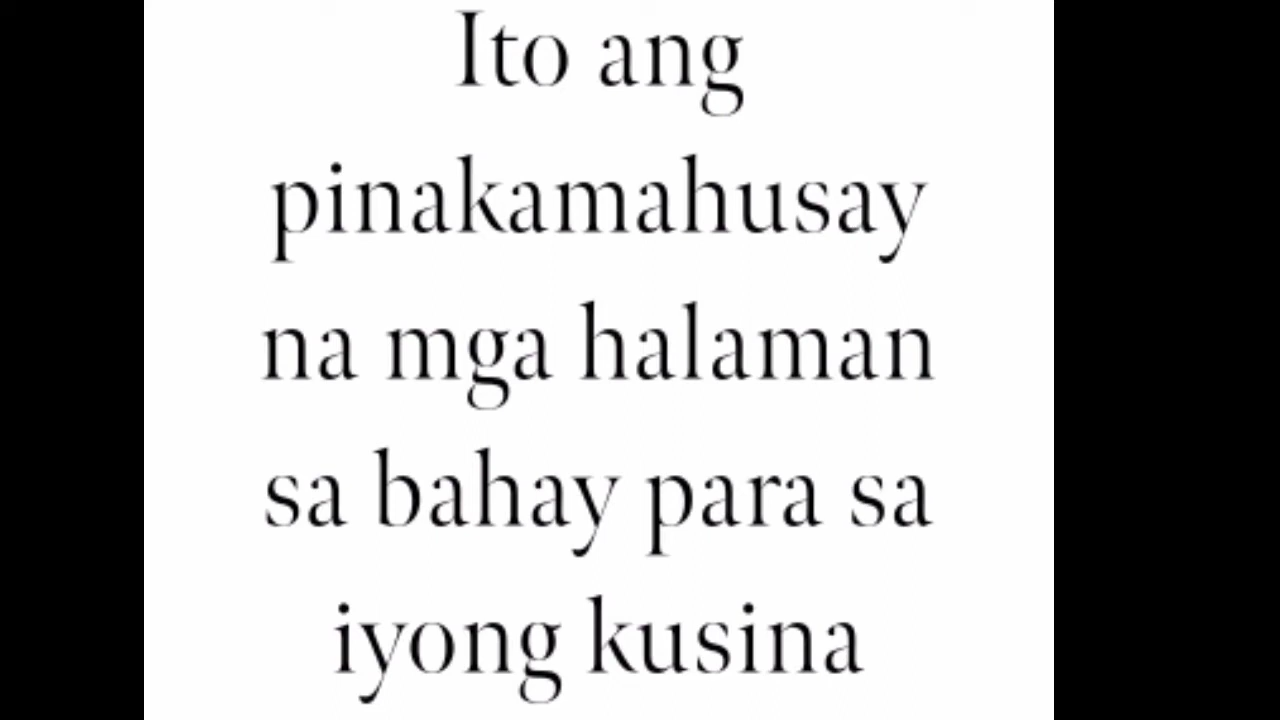 Ito ang
pinakamahusay
na mga halaman
sa bahay para sa
iyong kusina